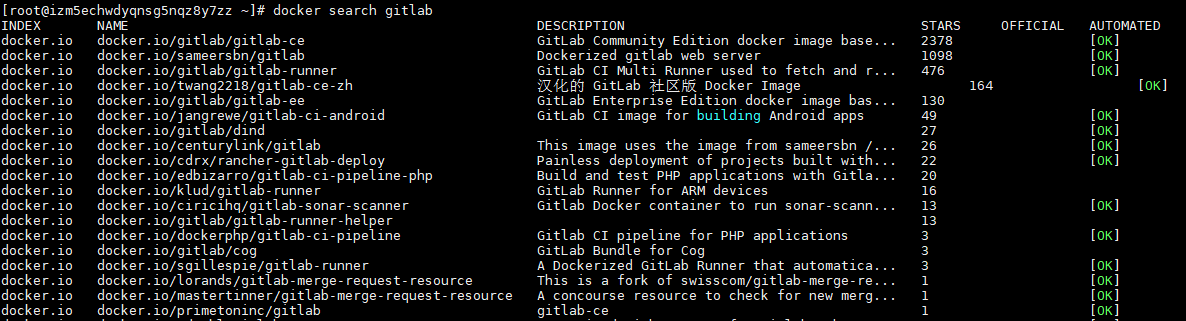 [root@izm5echwdyqnsg5nqz8y7zz ~]# docker search gitlab
INDEX NAME DESCRIPTION STARS OFFICIAL AUTOMATED
docker.io docker.io/gitlab/gitlab-ce GitLab Community Edition docker image base... 2378 [OK]
docker.io docker.io/sameersbn/gitlab Dockerized gitlab web server 1098 [OK]
docker.io docker.io/gitlab/gitlab-runner GitLab CI Multi Runner used to fetch and r... 476 [OK]
docker.io docker.io/twang2218/gitlab-ce-zh 汉化的 GitLab 社区版 Docker Image 164 [OK]
docker.io docker.io/gitlab/gitlab-ee GitLab Enterprise Edition docker image bas... 130
docker.io docker.io/jangrewe/gitlab-ci-android GitLab CI image for building Android apps 49 [OK]
docker.io docker.io/gitlab/dind 27 [OK]
docker.io docker.io/centurylink/gitlab This image uses the image from sameersbn /... 26 [OK]
docker.io docker.io/cdrx/rancher-gitlab-deploy Painless deployment of projects built with... 22 [OK]
docker.io docker.io/edbizarro/gitlab-ci-pipeline-php Build and test PHP applications with Gitla... 20
docker.io docker.io/klud/gitlab-runner GitLab Runner for ARM devices 16
docker.io docker.io/ciricihq/gitlab-sonar-scanner Gitlab Docker container to run sonar-scann... 13 [OK]
docker.io docker.io/gitlab/gitlab-runner-helper 13
docker.io docker.io/dockerphp/gitlab-ci-pipeline Gitlab CI pipeline for PHP applications 3 [OK]
docker.io docker.io/gitlab/cog GitLab Bundle for Cog 3
docker.io docker.io/sgillespie/gitlab-runner A Dockerized GitLab Runner that automatica... 3 [OK]
docker.io docker.io/lorands/gitlab-merge-request-resource This is a fork of swisscom/gitlab-merge-re... 1 [OK]
docker.io docker.io/mastertinner/gitlab-merge-request-resource A concourse resource to check for new merg... 1 [OK]
docker.io docker.io/primetoninc/gitlab gitlab-ce 1 [OK]